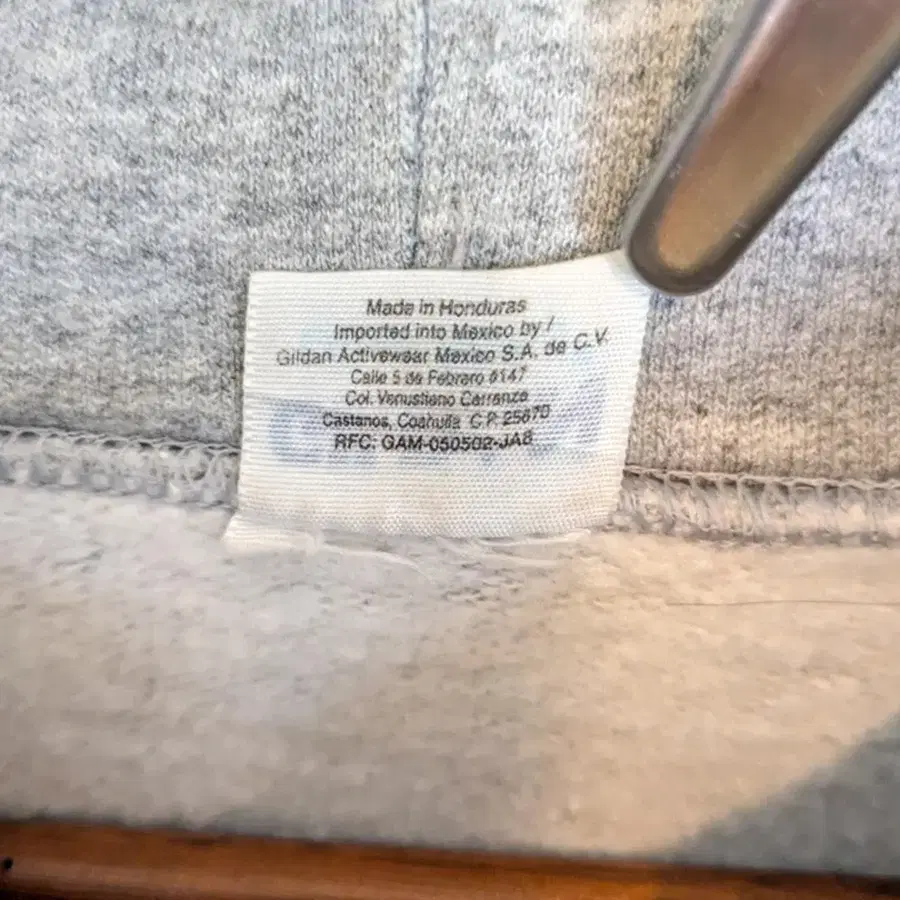 Made in Honduras
Imported into Mexico by /
Gildan Activewear Mexico S.A. de C.V.
Calle 5 de Febrero #147
Col. Venustiano Carranza
Castanos, Coahuila C.P. 25870
RFC: GAM-050502-JA8